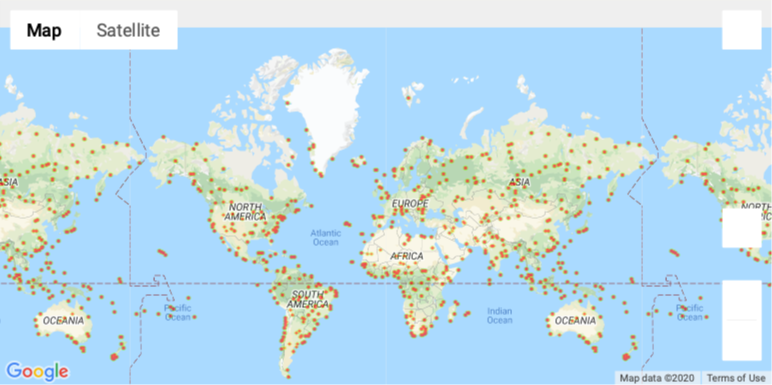 Map
Satellite
ASIA
NORTH
AMERICA
EUROPE
ASIA
NORTH
Atlantic
Ocean
AFRICA
SOUTH
AMERICA
Pacific
Ocean
Indian
Ocean
Pacific
Ocean
OCEANIA
OCEANIA
Google
Map data ©2020
Terms of Use